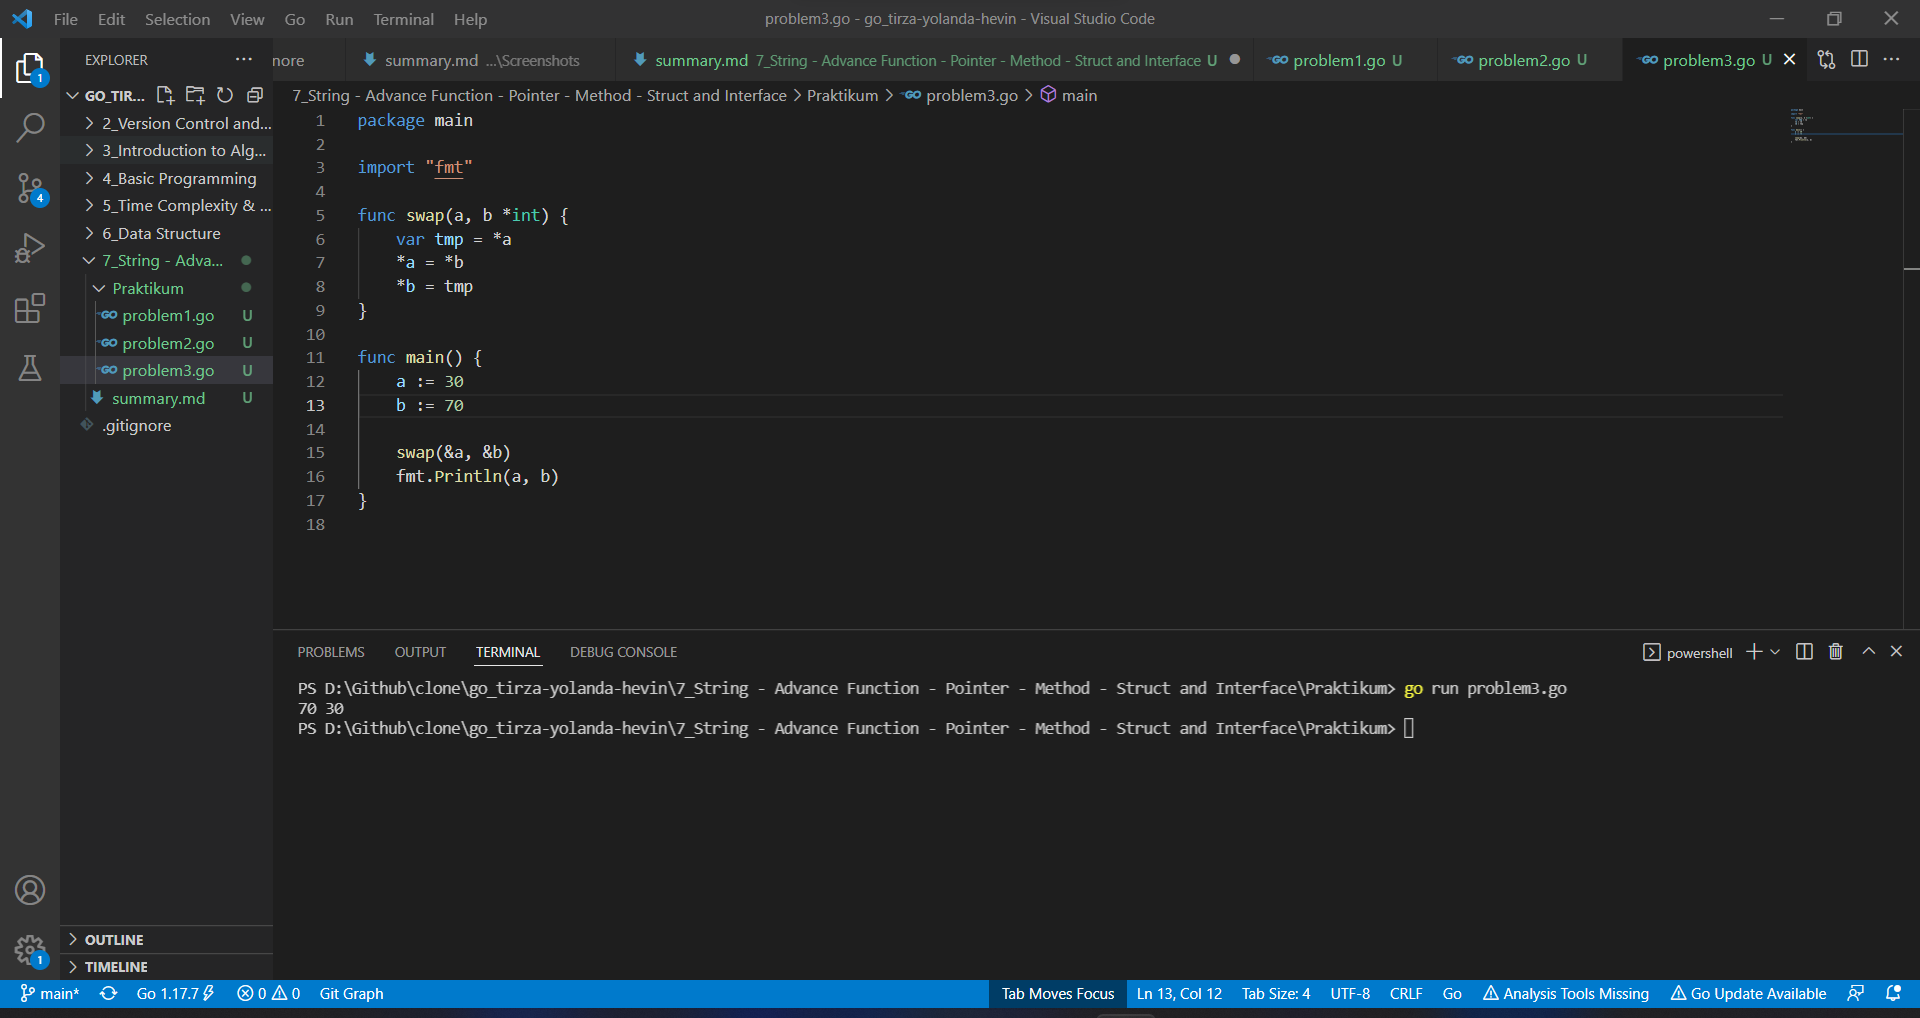 File Edit Selection View Go Run Terminal Help
problem3.go - go_tirza-yolanda-hevin - Visual Studio Code
EXPLORER
nore
summary.md ...\Screenshots
summary.md 7_String - Advance Function - Pointer - Method - Struct and Interface U
problem1.go U
problem2.go U
problem3.go U
GO_TIR...
2_Version Control and...
3_Introduction to Alg...
4_Basic Programming
5_Time Complexity & ...
6_Data Structure
7_String - Adva...
Praktikum
problem1.go U
problem2.go U
problem3.go U
summary.md U
.gitignore
OUTLINE
TIMELINE
1
4
1
7_String - Advance Function - Pointer - Method - Struct and Interface > Praktikum > problem3.go > main
1 package main
2
3 import "fmt"
4
5 func swap(a, b *int) {
6 var tmp = *a
7 *a = *b
8 *b = tmp
9 }
10
11 func main() {
12 a := 30
13 b := 70
14
15 swap(&a, &b)
16 fmt.Println(a, b)
17 }
18
PROBLEMS OUTPUT TERMINAL DEBUG CONSOLE
powershell
PS D:\Github\clone\go_tirza-yolanda-hevin\7_String - Advance Function - Pointer - Method - Struct and Interface\Praktikum> go run problem3.go
70 30
PS D:\Github\clone\go_tirza-yolanda-hevin\7_String - Advance Function - Pointer - Method - Struct and Interface\Praktikum>
main* Go 1.17.7 0 0 Git Graph Tab Moves Focus Ln 13, Col 12 Tab Size: 4 UTF-8 CRLF Go Analysis Tools Missing Go Update Available